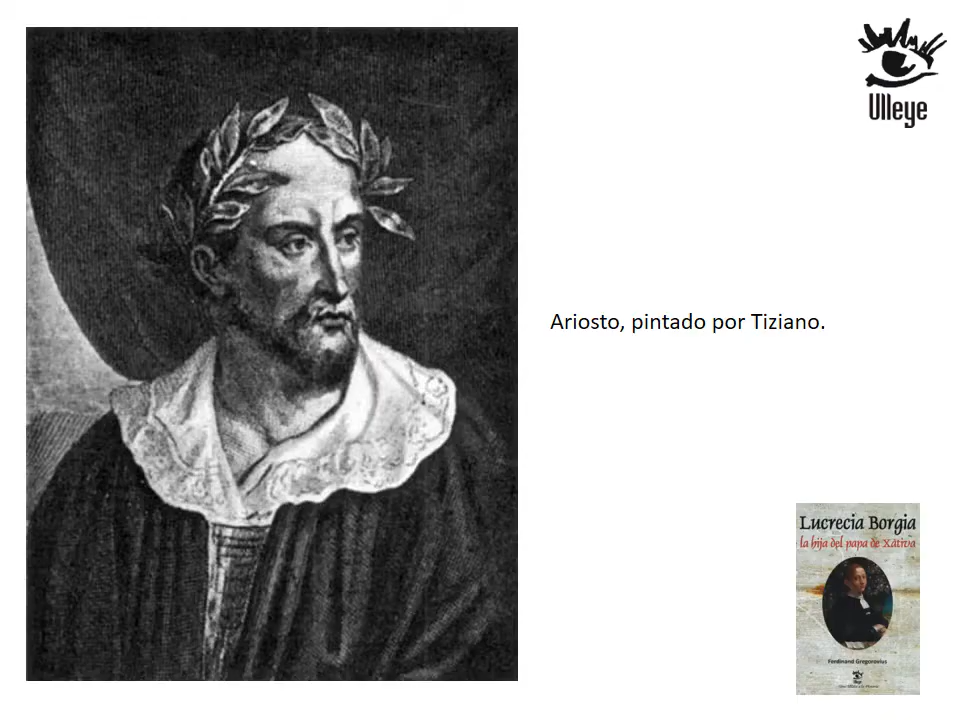 Ulleye
Ariosto, pintado por Tiziano.
Lucrecia Borgia
la hija del papa de Xàtiva
Ferdinand Gregorovius